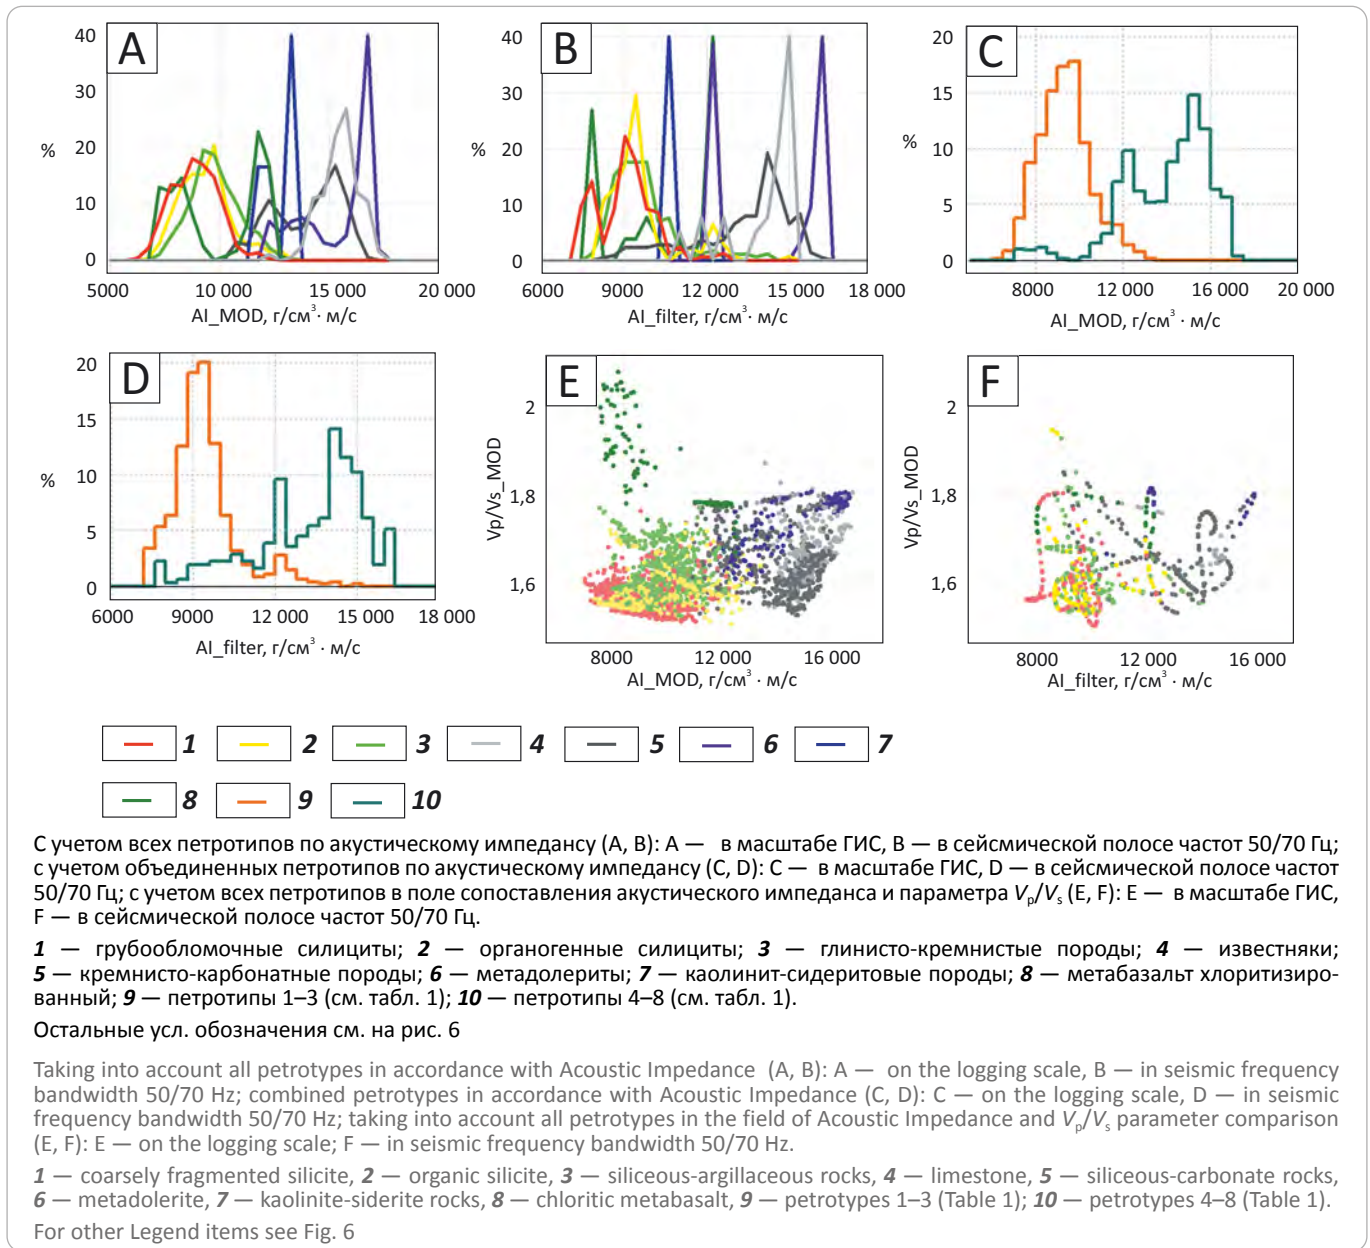 A
40
30
20
10
0
%
5000 10 000 15 000 20 000
AI_MOD, г/см³ · м/с
B
40
30
20
10
0
%
6000 9000 12 000 15 000 18 000
AI_filter, г/см³ · м/с
C
20
15
10
5
0
%
8000 12 000 16 000 20 000
AI_MOD, г/см³ · м/с
D
20
15
10
5
0
%
6000 9000 12 000 15 000 18 000
AI_filter, г/см³ · м/с
E
2
1,8
1,6
Vp/Vs_MOD
8000 12 000 16 000
AI_MOD, г/см³ · м/с
F
2
1,8
1,6
Vp/Vs_MOD
8000 12 000 16 000
AI_filter, г/см³ · м/с
1 2 3 4 5 6 7
8 9 10
С учетом всех петротипов по акустическому импедансу (A, B): A — в масштабе ГИС, B — в сейсмической полосе частот 50/70 Гц;
с учетом объединенных петротипов по акустическому импедансу (C, D): C — в масштабе ГИС, D — в сейсмической полосе частот
50/70 Гц; с учетом всех петротипов в поле сопоставления акустического импеданса и параметра Vp/Vs (E, F): E — в масштабе ГИС,
F — в сейсмической полосе частот 50/70 Гц.
1 — грубообломочные силициты; 2 — органогенные силициты; 3 — глинисто-кремнистые породы; 4 — известняки;
5 — кремнисто-карбонатные породы; 6 — метадолериты; 7 — каолинит-сидеритовые породы; 8 — метабазальт хлоритизиро-
ванный; 9 — петротипы 1–3 (см. табл. 1); 10 — петротипы 4–8 (см. табл. 1).
Остальные усл. обозначения см. на рис. 6
Taking into account all petrotypes in accordance with Acoustic Impedance (A, B): A — on the logging scale, B — in seismic frequency
bandwidth 50/70 Hz; combined petrotypes in accordance with Acoustic Impedance (C, D): C — on the logging scale, D — in seismic
frequency bandwidth 50/70 Hz; taking into account all petrotypes in the field of Acoustic Impedance and Vp/Vs parameter comparison
(E, F): E — on the logging scale; F — in seismic frequency bandwidth 50/70 Hz.
1 — coarsely fragmented silicite, 2 — organic silicite, 3 — siliceous-argillaceous rocks, 4 — limestone, 5 — siliceous-carbonate rocks,
6 — metadolerite, 7 — kaolinite-siderite rocks, 8 — chloritic metabasalt, 9 — petrotypes 1–3 (Table 1); 10 — petrotypes 4–8 (Table 1).
For other Legend items see Fig. 6